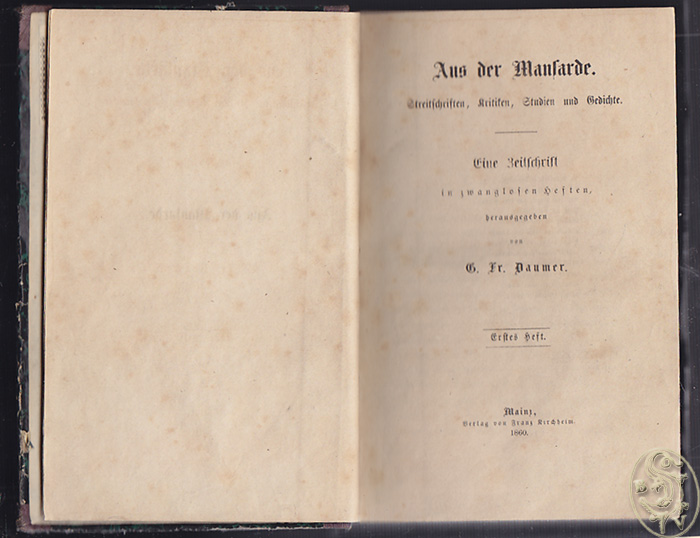 Aus der Mansarde.
Streitschriften, Kritiken, Studien und Gedichte.
Eine Zeitschrift
in zwanglosen Heften,
herausgegeben
von
G. Fr. Daumer.
Erstes Heft.
Mainz,
Verlag von Franz Kirchheim.
1860.